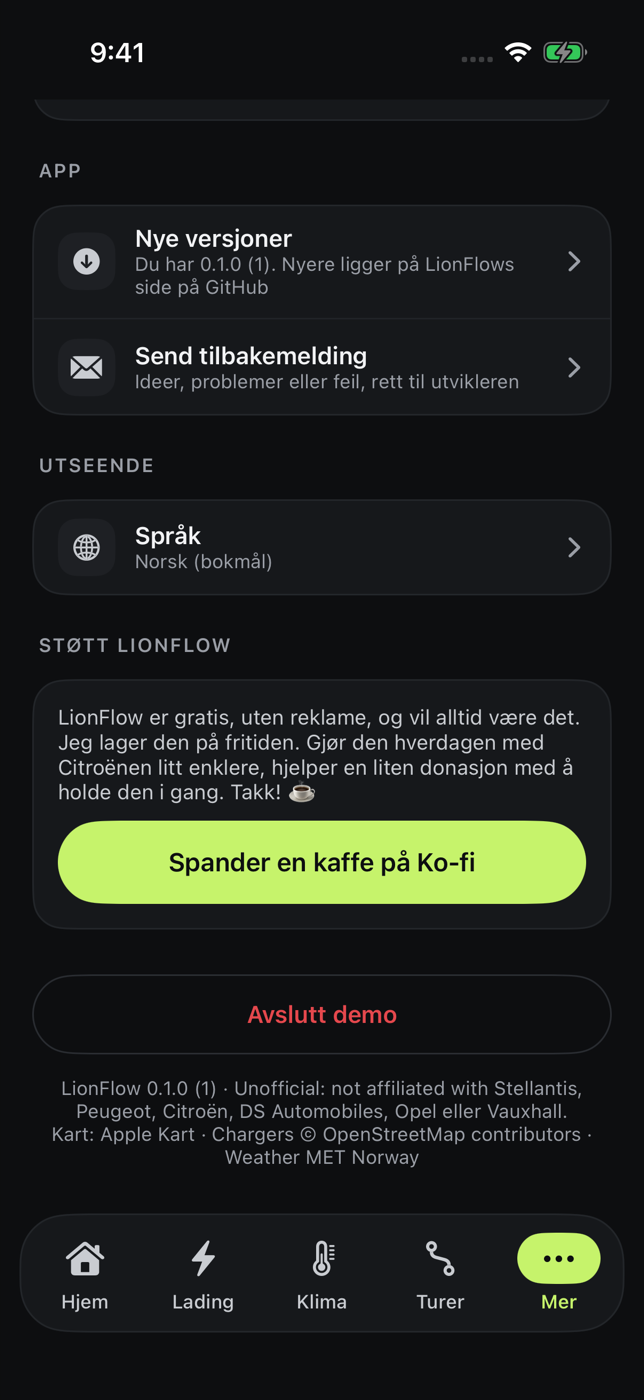 9:41
APP
Nye versjoner
Du har 0.1.0 (1). Nyere ligger på LionFlows
side på GitHub
Send tilbakemelding
Ideer, problemer eller feil, rett til utvikleren
UTSEENDE
Språk
Norsk (bokmål)
STØTT LIONFLOW
LionFlow er gratis, uten reklame, og vil alltid være det.
Jeg lager den på fritiden. Gjør den hverdagen med
Citroënen litt enklere, hjelper en liten donasjon med å
holde den i gang. Takk! ☕
Spander en kaffe på Ko-fi
Avslutt demo
LionFlow 0.1.0 (1) · Unofficial: not affiliated with Stellantis,
Peugeot, Citroën, DS Automobiles, Opel eller Vauxhall.
Kart: Apple Kart · Chargers © OpenStreetMap contributors ·
Weather MET Norway
Hjem
Lading
Klima
Turer
Mer